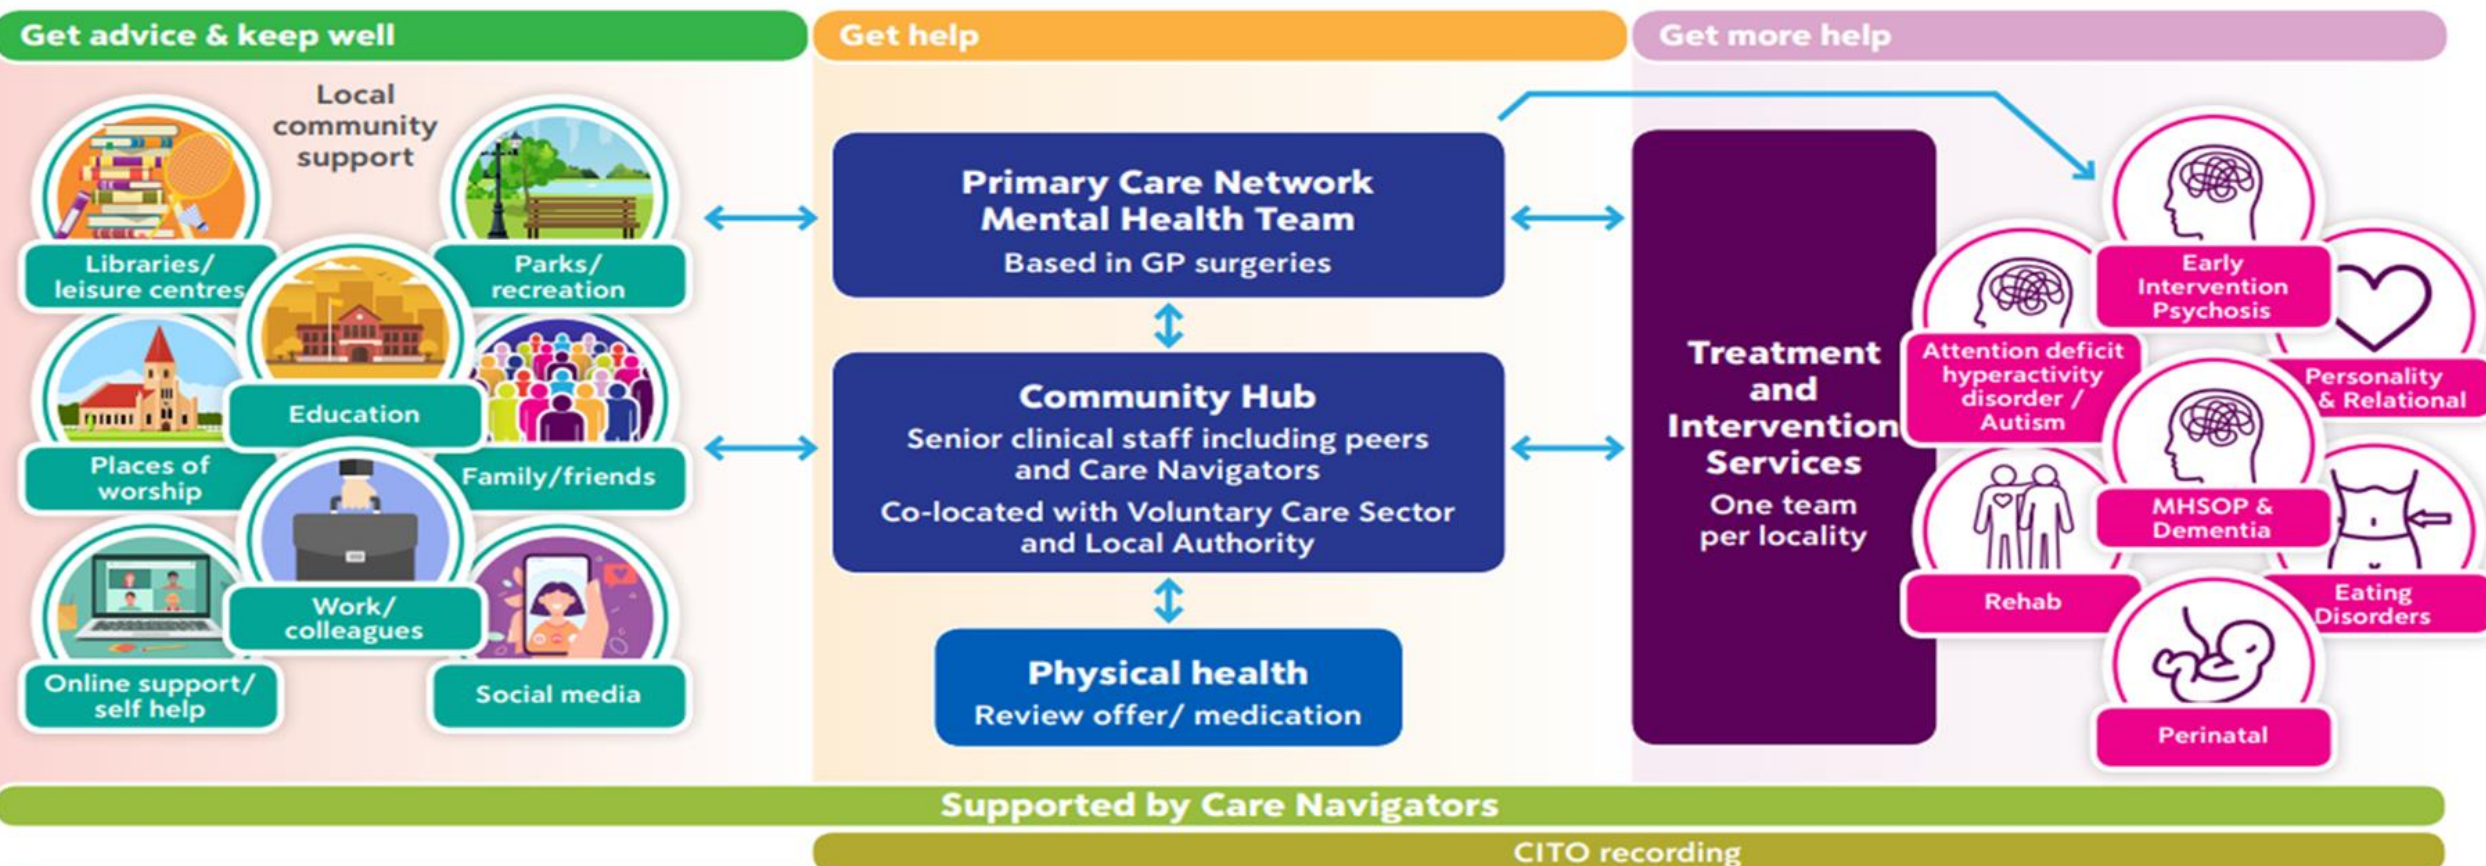 Get advice & keep well
Local
community
support
Libraries/
leisure centres
Parks/
recreation
Education
Places of
worship
Family/friends
Work/
colleagues
Online support/
self help
Social media
Get help
Primary Care Network
Mental Health Team
Based in GP surgeries
Community Hub
Senior clinical staff including peers
and Care Navigators
Co-located with Voluntary Care Sector
and Local Authority
Physical health
Review offer/ medication
Get more help
Treatment
and
Intervention
Services
One team
per locality
Early
Intervention
Psychosis
Attention deficit
hyperactivity
disorder /
Autism
Personality
& Relational
MHSOP &
Dementia
Rehab
Eating
Disorders
Perinatal
Supported by Care Navigators
CITO recording